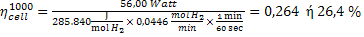 η_cell^1000 = 56,00 Watt / (285.840 J/mol H₂ × 0,0446 mol H₂/min × 1 min/60 sec) = 0,264 ή 26,4 %